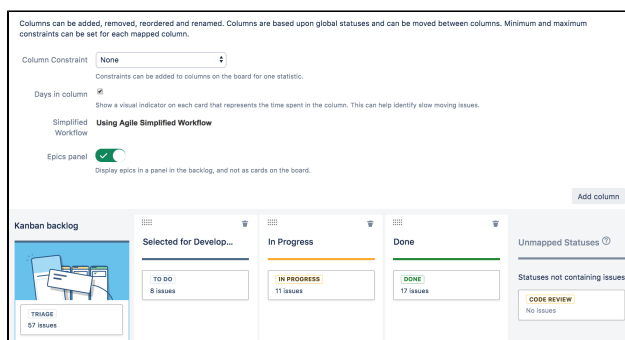 Columns can be added, removed, reordered and renamed. Columns are based upon global statuses and can be moved between columns. Minimum and maximum
constraints can be set for each mapped column.
Column Constraint
None
Constraints can be added to columns on the board for one statistic.
Days in column
Show a visual indicator on each card that represents the time spent in the column. This can help identify slow moving issues.
Simplified
Workflow
Using Agile Simplified Workflow
Epics panel
Display epics in a panel in the backlog, and not as cards on the board.
Add column
Kanban backlog
TRIAGE
57 issues
Selected for Develop...
TO DO
8 issues
In Progress
IN PROGRESS
11 issues
Done
DONE
17 issues
Unmapped Statuses ?
Statuses not containing issues
CODE REVIEW
No issues